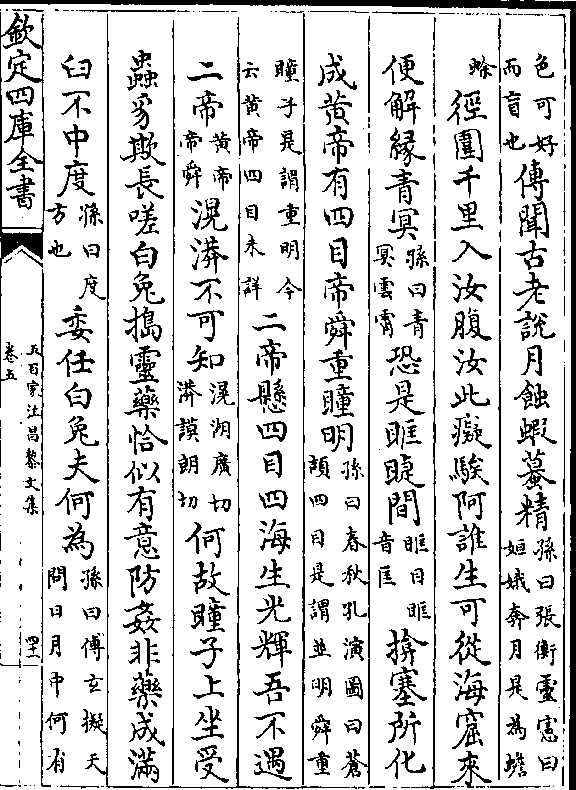 色可好而盲也傳聞古老說月蝕蝦蟇精孫曰張衡靈憲曰姮娥奔月是為蟾
蜍徑圓千里入汝腹汝此癡騃阿誰生可從海窟來
便解緣青冥孫曰青冥雲霄恐是眶睫間眶目眶音匡揜塞所化
成黃帝有四目帝舜重瞳明孫曰春秋孔演圖曰蒼頡四目是謂並明舜重
瞳子是謂重明今云黃帝四目未詳二帝懸四目四海生光輝吾不遇
二帝黃帝帝舜滉漭不可知滉湖廣切漭謨朗切何故瞳子上坐受
蟲豸欺長嗟白兔搗靈藥恰似有意防姦非藥成滿
臼不中度孫曰度方也委任白兔夫何為孫曰傅玄擬天問曰月中何有
欽定四庫全書
五百家注昌黎文集
卷五
四十一